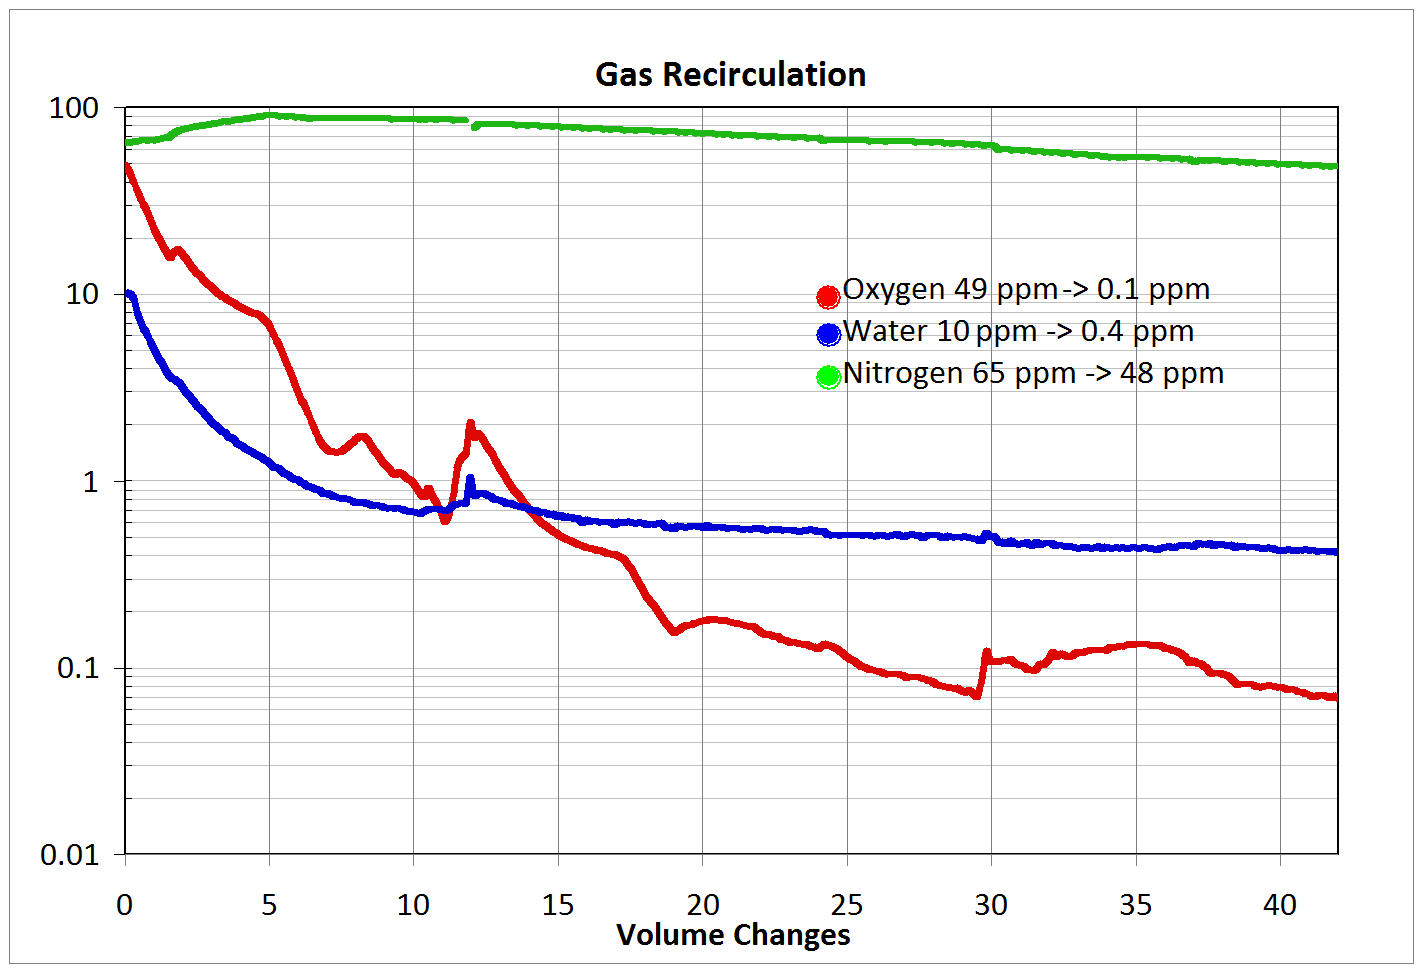 Gas Recirculation
100
10
1
0.1
0.01
Oxygen 49 ppm -> 0.1 ppm
Water 10 ppm -> 0.4 ppm
Nitrogen 65 ppm -> 48 ppm
0 5 10 15 20 25 30 35 40
Volume Changes